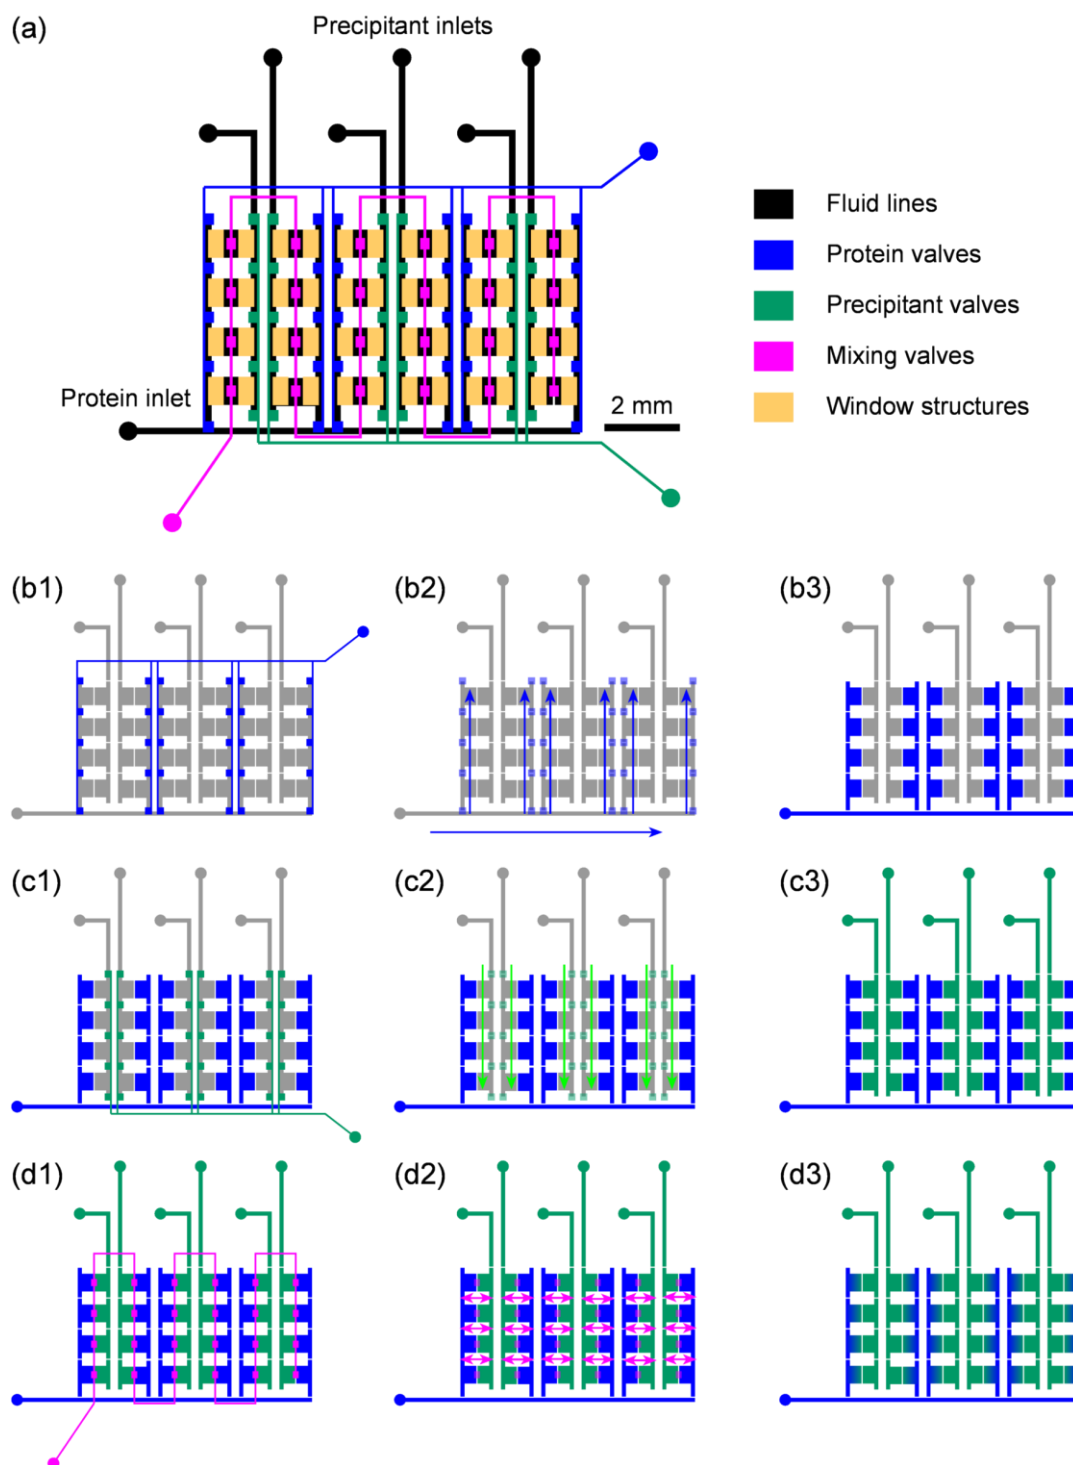 (a)
Precipitant inlets
Fluid lines
Protein valves
Precipitant valves
Mixing valves
Window structures
Protein inlet
2 mm
(b1)
(b2)
(b3)
(c1)
(c2)
(c3)
(d1)
(d2)
(d3)